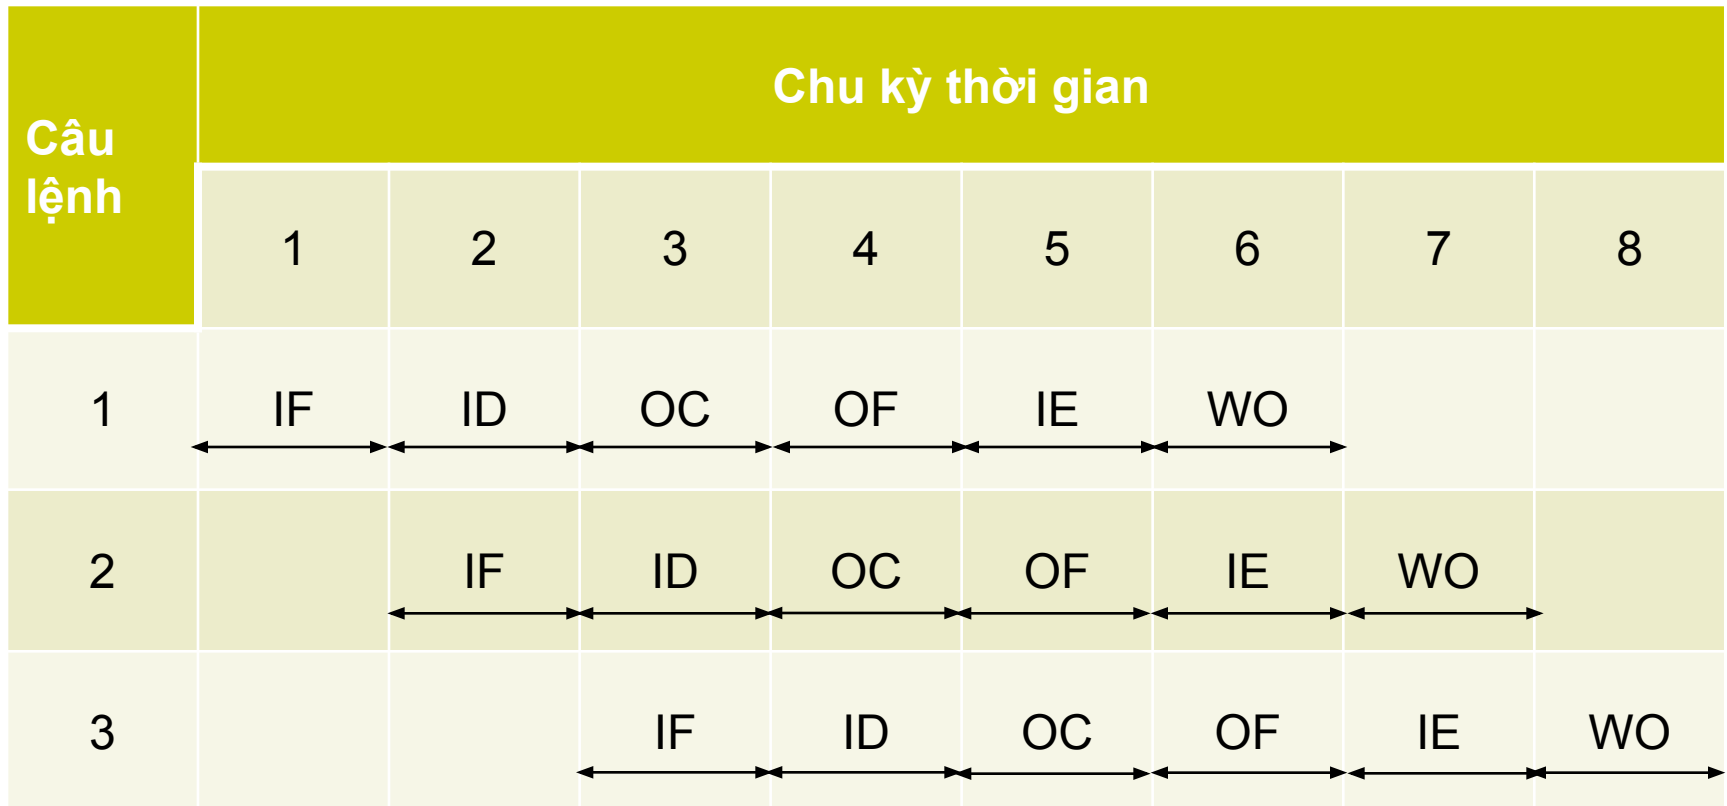 Câu
lệnh
Chu kỳ thời gian
1 2 3 4 5 6 7 8
1 IF ID OC OF IE WO
2 IF ID OC OF IE WO
3 IF ID OC OF IE WO